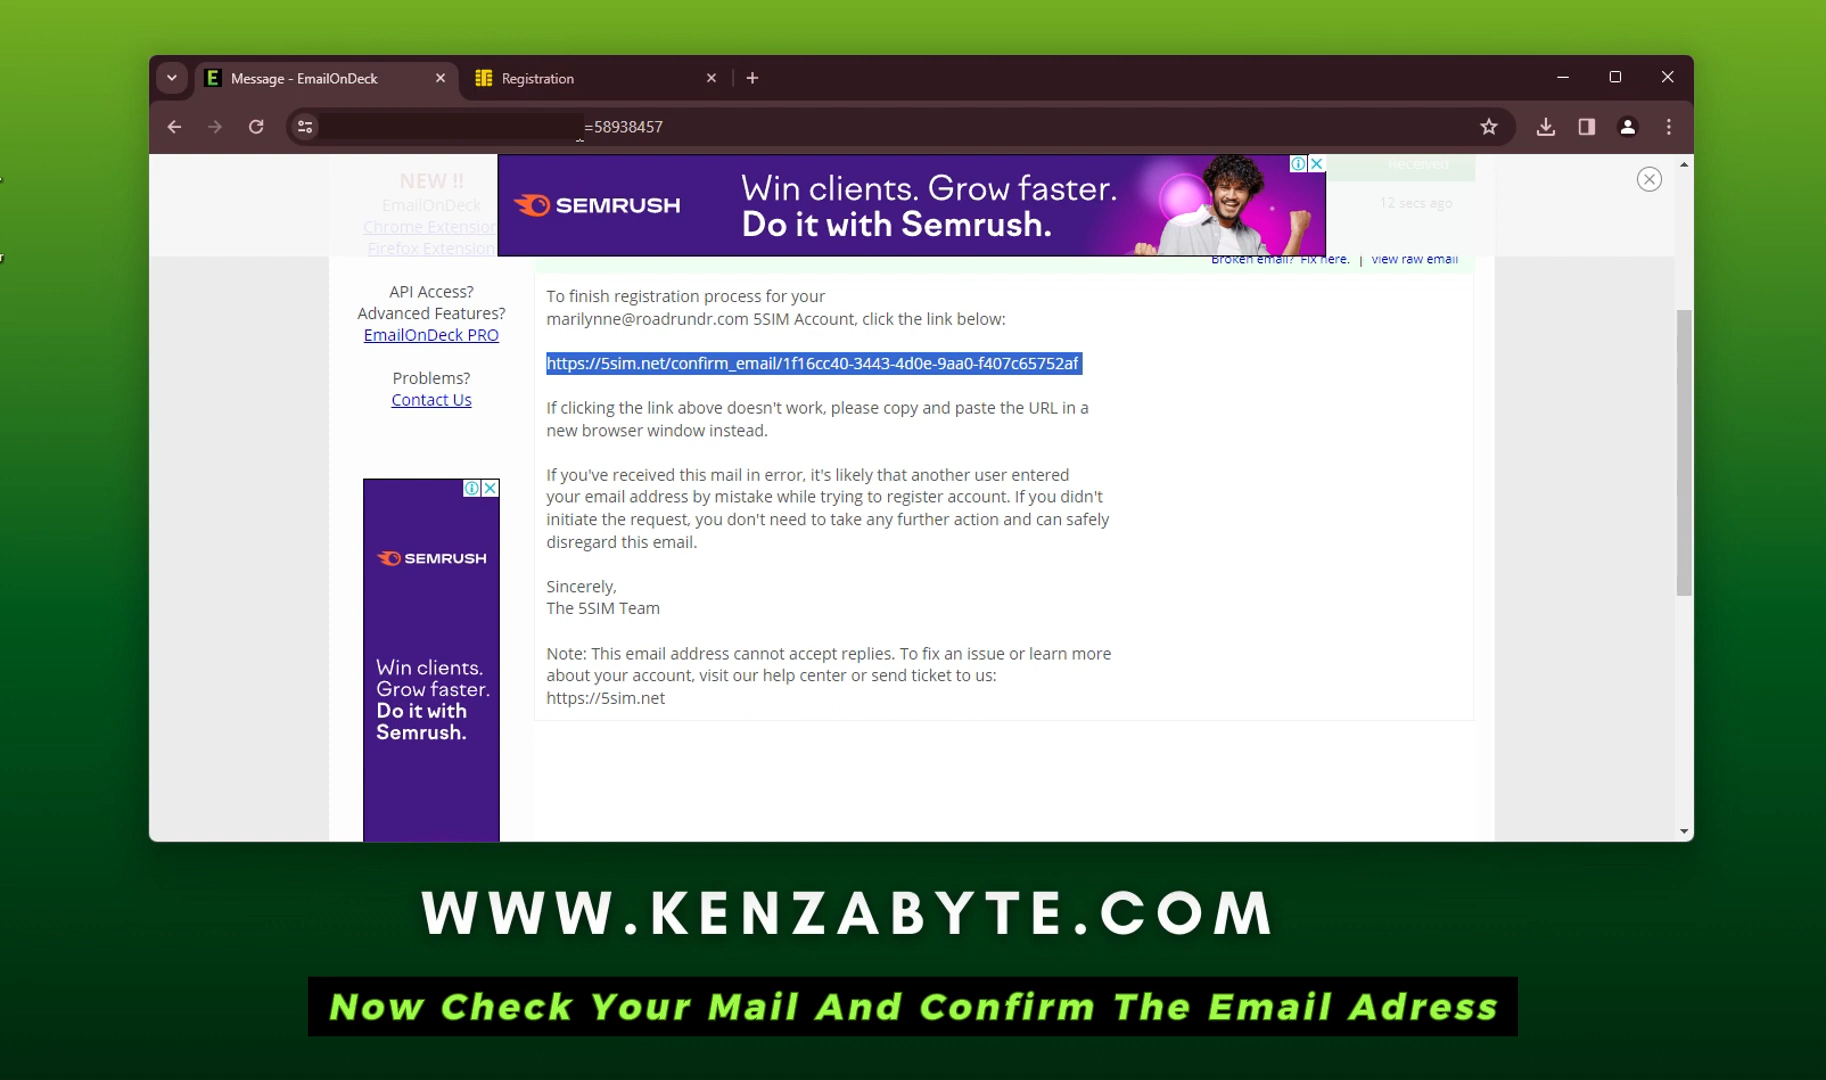 Message - EmailOnDeck
Registration
=58938457
NEW !!
EmailOnDeck
Chrome Extension
Firefox Extension
SEMRUSH
Win clients. Grow faster.
Do it with Semrush.
Received
12 secs ago
Broken email? Fix here. | view raw email
API Access?
Advanced Features?
EmailOnDeck PRO
Problems?
Contact Us
To finish registration process for your
marilynne@roadrundr.com 5SIM Account, click the link below:
https://5sim.net/confirm_email/1f16cc40-3443-4d0e-9aa0-f407c65752af
If clicking the link above doesn't work, please copy and paste the URL in a
new browser window instead.
If you've received this mail in error, it's likely that another user entered
your email address by mistake while trying to register account. If you didn't
initiate the request, you don't need to take any further action and can safely
disregard this email.
Sincerely,
The 5SIM Team
Note: This email address cannot accept replies. To fix an issue or learn more
about your account, visit our help center or send ticket to us:
https://5sim.net
SEMRUSH
Win clients.
Grow faster.
Do it with
Semrush.
WWW.KENZABYTE.COM
Now Check Your Mail And Confirm The Email Adress